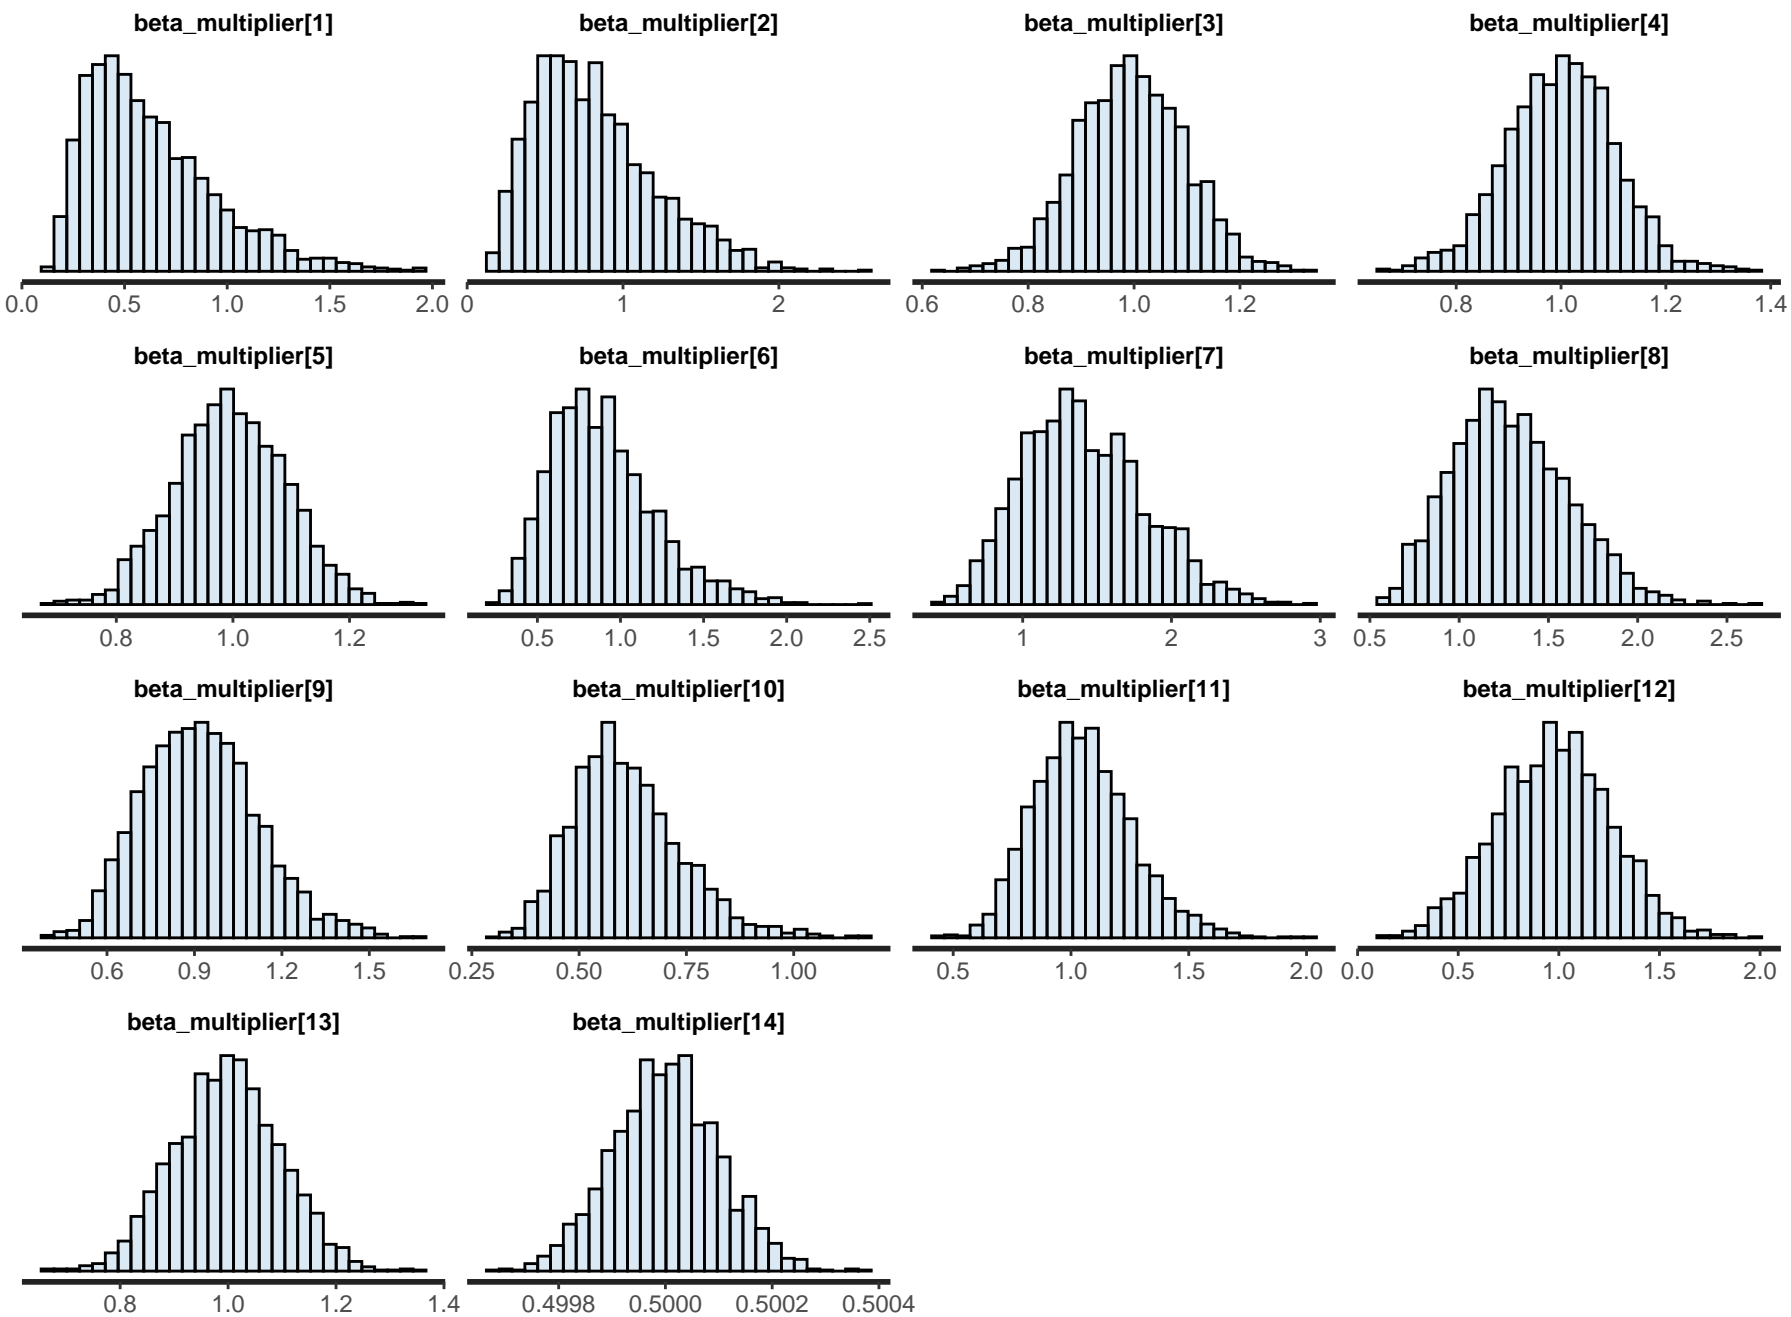 beta_multiplier[1] beta_multiplier[2] beta_multiplier[3] beta_multiplier[4]
0.0 0.5 1.0 1.5 2.0 0 1 2 0.6 0.8 1.0 1.2 0.8 1.0 1.2 1.4
beta_multiplier[5] beta_multiplier[6] beta_multiplier[7] beta_multiplier[8]
0.8 1.0 1.2 0.5 1.0 1.5 2.0 2.5 1 2 3 0.5 1.0 1.5 2.0 2.5
beta_multiplier[9] beta_multiplier[10] beta_multiplier[11] beta_multiplier[12]
0.6 0.9 1.2 1.5 0.25 0.50 0.75 1.00 0.5 1.0 1.5 2.0 0.0 0.5 1.0 1.5 2.0
beta_multiplier[13] beta_multiplier[14]
0.8 1.0 1.2 1.4 0.4998 0.5000 0.5002 0.5004